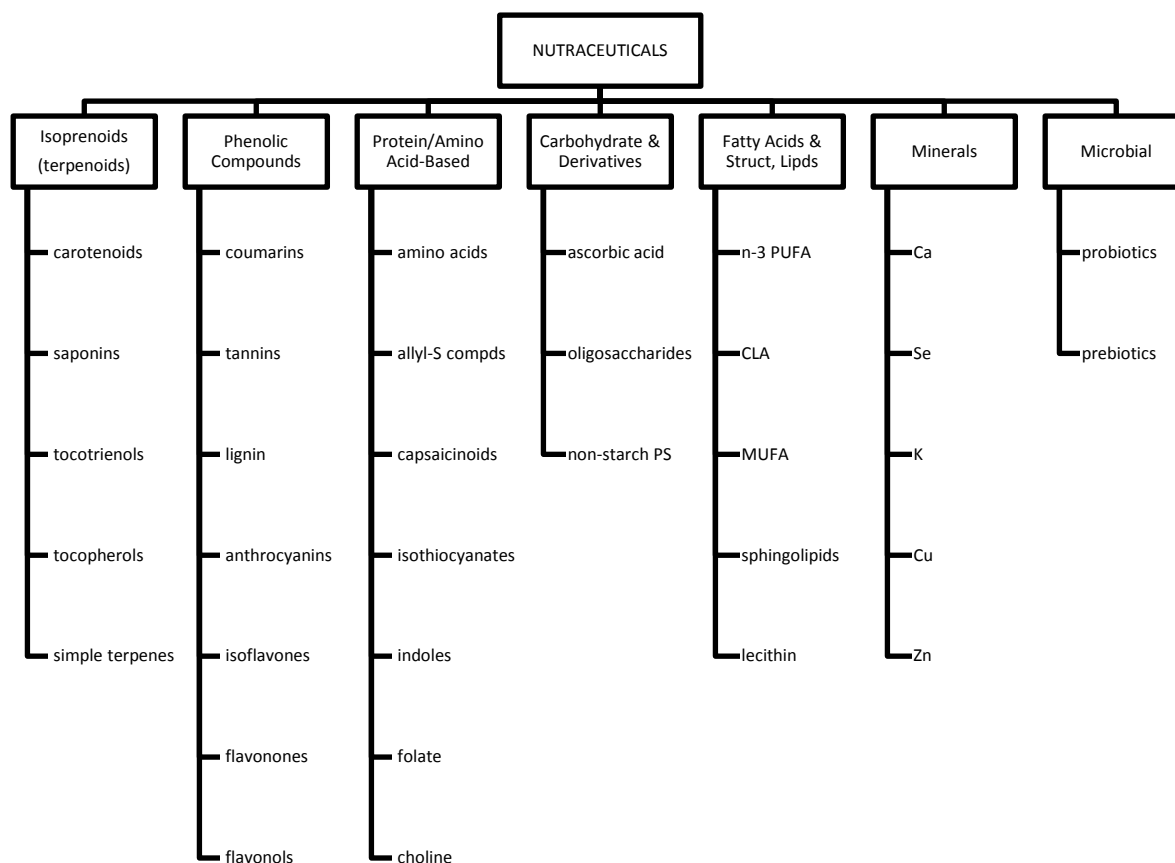 NUTRACEUTICALS
Isoprenoids
(terpenoids)
Phenolic
Compounds
Protein/Amino
Acid-Based
Carbohydrate &
Derivatives
Fatty Acids &
Struct, Lipds
Minerals
Microbial
carotenoids
saponins
tocotrienols
tocopherols
simple terpenes
coumarins
tannins
lignin
anthrocyanins
isoflavones
flavonones
flavonols
amino acids
allyl-S compds
capsaicinoids
isothiocyanates
indoles
folate
choline
ascorbic acid
oligosaccharides
non-starch PS
n-3 PUFA
CLA
MUFA
sphingolipids
lecithin
Ca
Se
K
Cu
Zn
probiotics
prebiotics